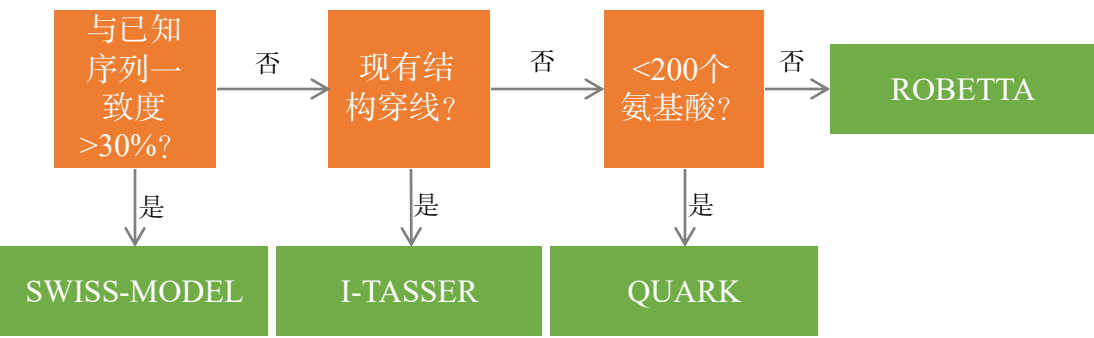 与已知
序列一
致度
>30%？
否
现有结
构穿线？
否
<200个
氨基酸？
否
ROBETTA
是
是
是
SWISS-MODEL
I-TASSER
QUARK